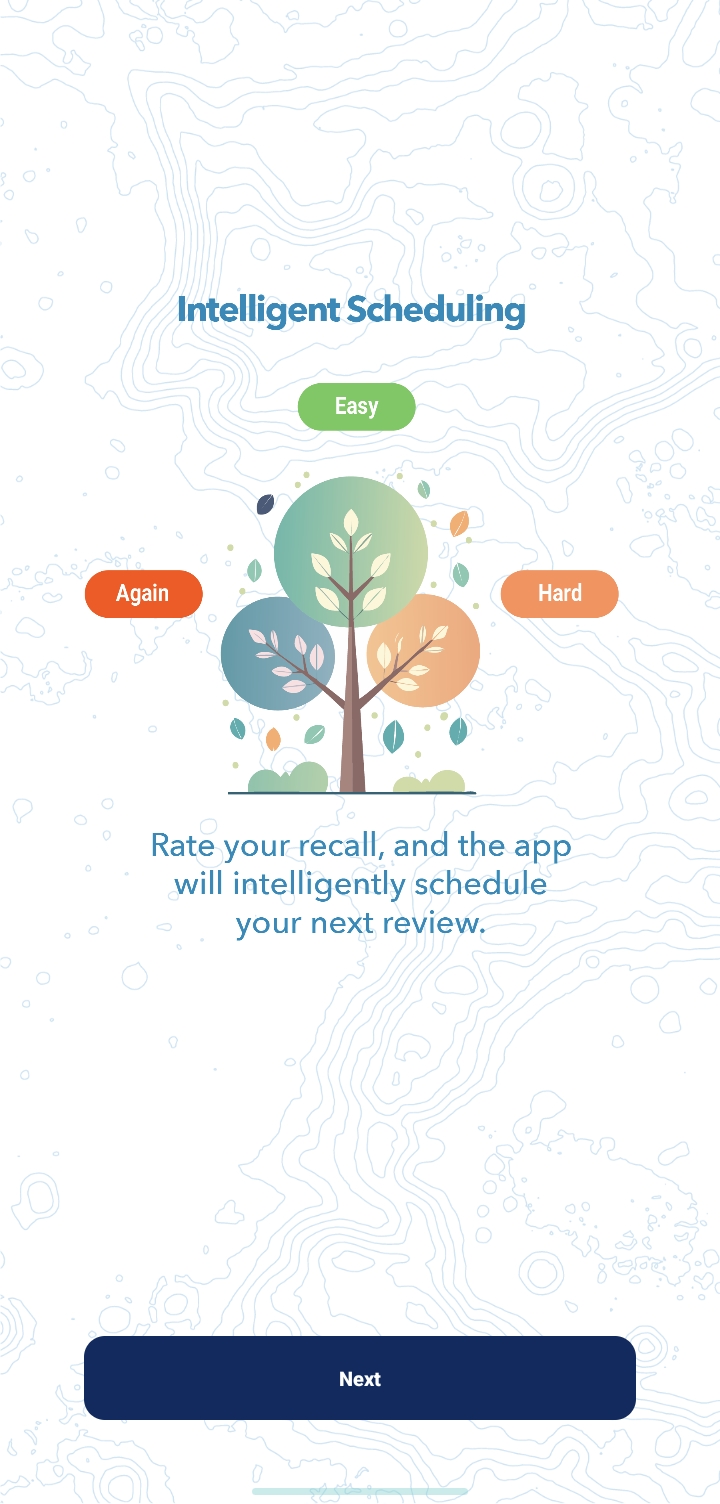 Intelligent Scheduling
Easy
Again
Hard
Rate your recall, and the app
will intelligently schedule
your next review.
Next